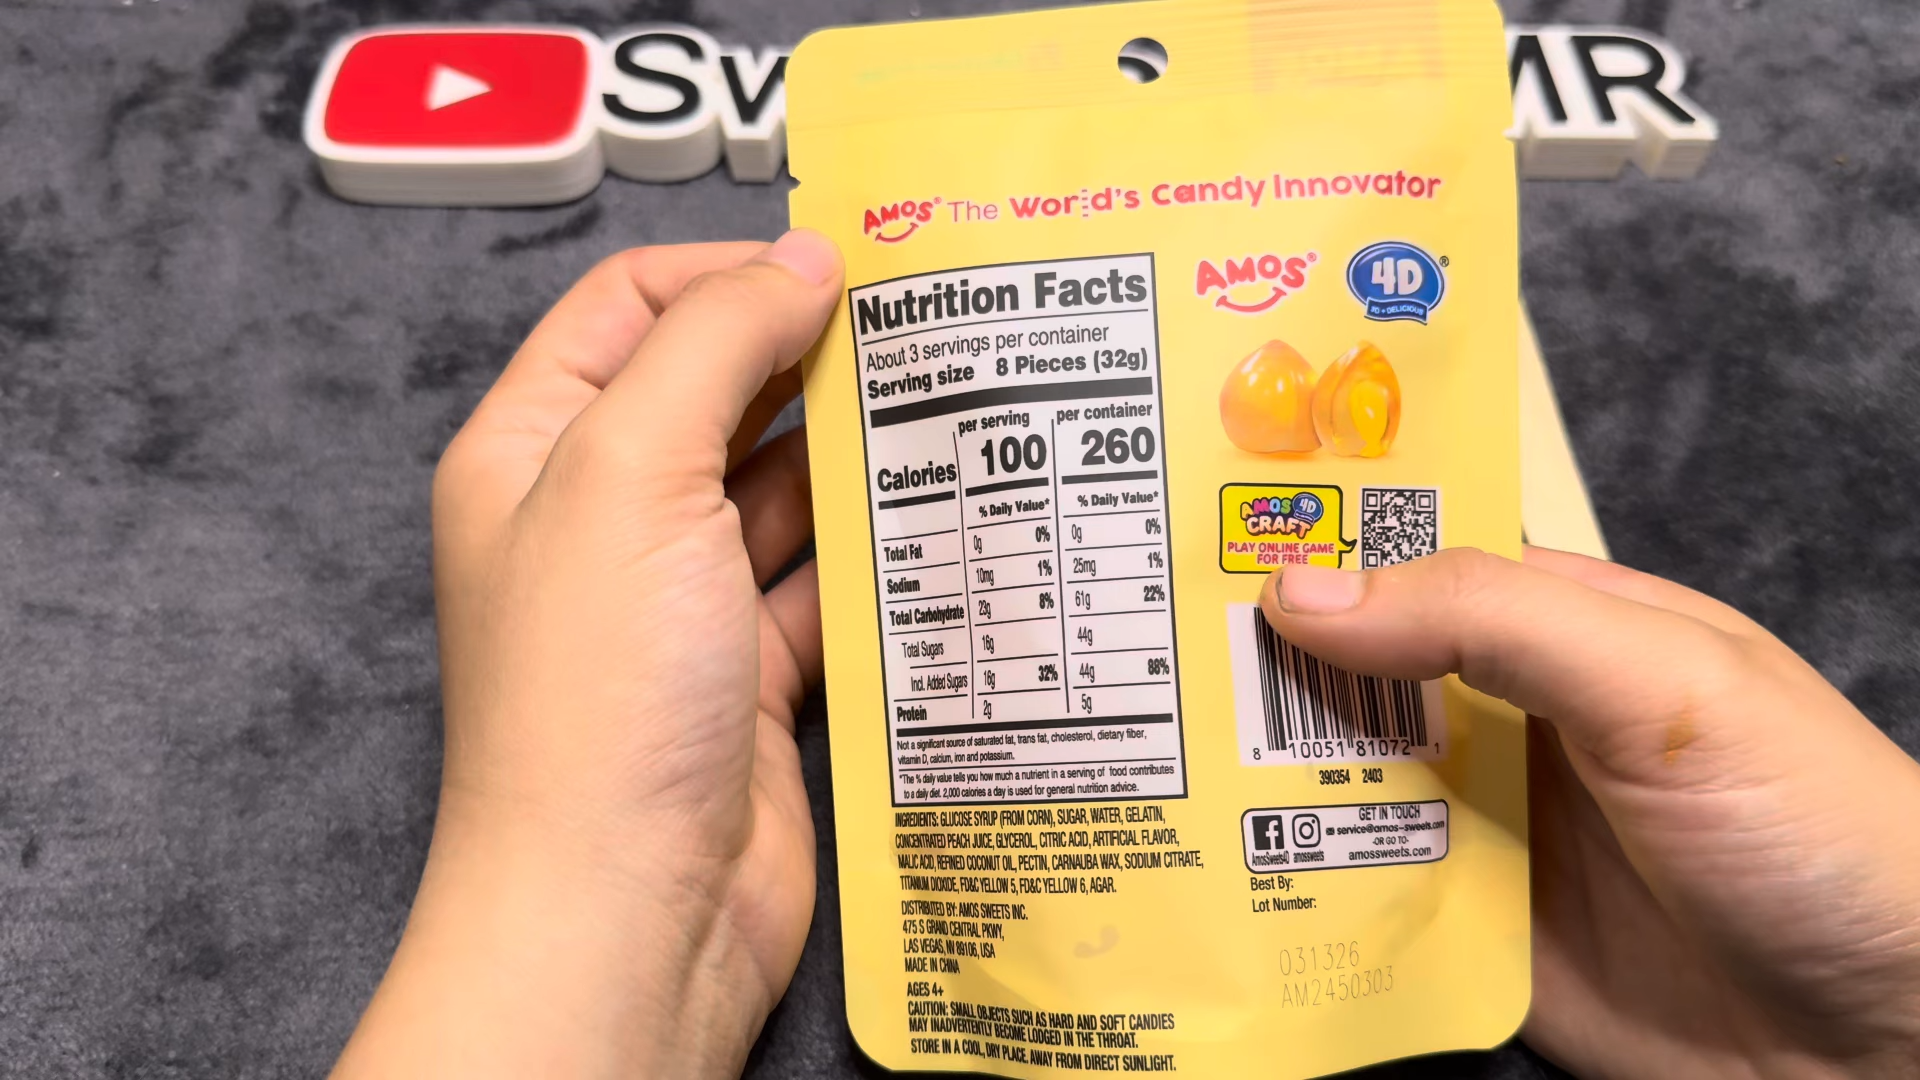 Sw
MR
AMOS® The World's Candy Innovator
Nutrition Facts
About 3 servings per container
Serving size 8 Pieces (32g)
per serving per container
Calories 100 260
% Daily Value* % Daily Value*
Total Fat 0g 0% 0g 0%
Sodium 10mg 1% 25mg 1%
Total Carbohydrate 23g 8% 61g 22%
Total Sugars 16g 44g
Incl. Added Sugars 16g 32% 44g 88%
Protein 2g 5g
Not a significant source of saturated fat, trans fat, cholesterol, dietary fiber,
vitamin D, calcium, iron and potassium.
*The % daily value tells you how much a nutrient in a serving of food contributes
to a daily diet. 2,000 calories a day is used for general nutrition advice.
INGREDIENTS: GLUCOSE SYRUP (FROM CORN), SUGAR, WATER, GELATIN,
CONCENTRATED PEACH JUICE, GLYCEROL, CITRIC ACID, ARTIFICIAL FLAVOR,
MALIC ACID, REFINED COCONUT OIL, PECTIN, CARNAUBA WAX, SODIUM CITRATE,
TITANIUM DIOXIDE, FD&C YELLOW 5, FD&C YELLOW 6, AGAR.
DISTRIBUTED BY: AMOS SWEETS INC.
475 S GRAND CENTRAL PKWY,
LAS VEGAS, NV 89106, USA
MADE IN CHINA
AGES 4+
CAUTION: SMALL OBJECTS SUCH AS HARD AND SOFT CANDIES
MAY INADVERTENTLY BECOME LODGED IN THE THROAT.
STORE IN A COOL, DRY PLACE. AWAY FROM DIRECT SUNLIGHT.
AMOS® 4D®
3D + DELICIOUS
AMOS 4D
CRAFT
PLAY ONLINE GAME
FOR FREE
8 10051 81072 1
390354 2403
GET IN TOUCH
service@amos-sweets.com
-OR GO TO-
amossweets.com
AmosSweets4D amossweets
Best By:
Lot Number:
031326
AM2450303